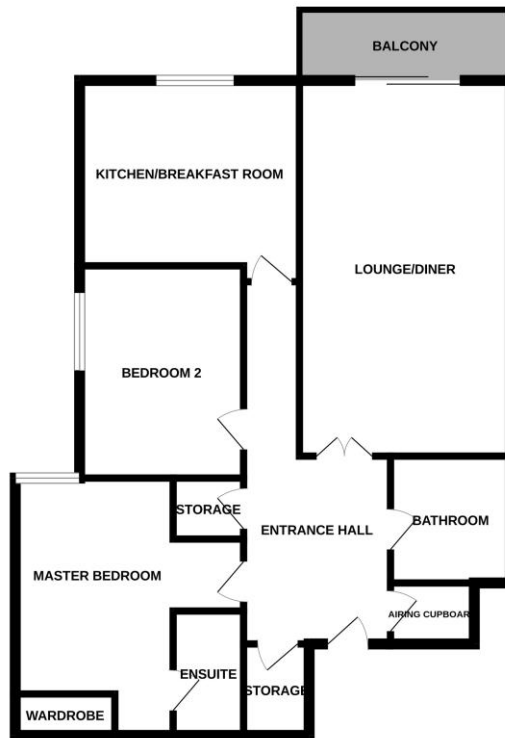 BALCONY
KITCHEN/BREAKFAST ROOM
LOUNGE/DINER
BEDROOM 2
STORAGE
ENTRANCE HALL
BATHROOM
MASTER BEDROOM
AIRING CUPBOAR
ENSUITE
STORAGE
WARDROBE